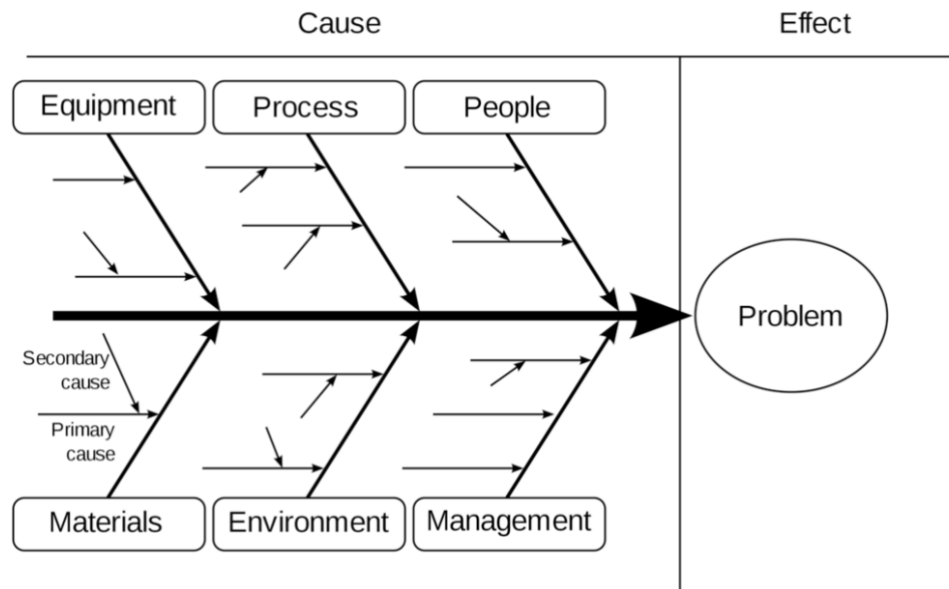 Cause
Effect
Equipment
Process
People
Problem
Secondary
cause
Primary
cause
Materials
Environment
Management